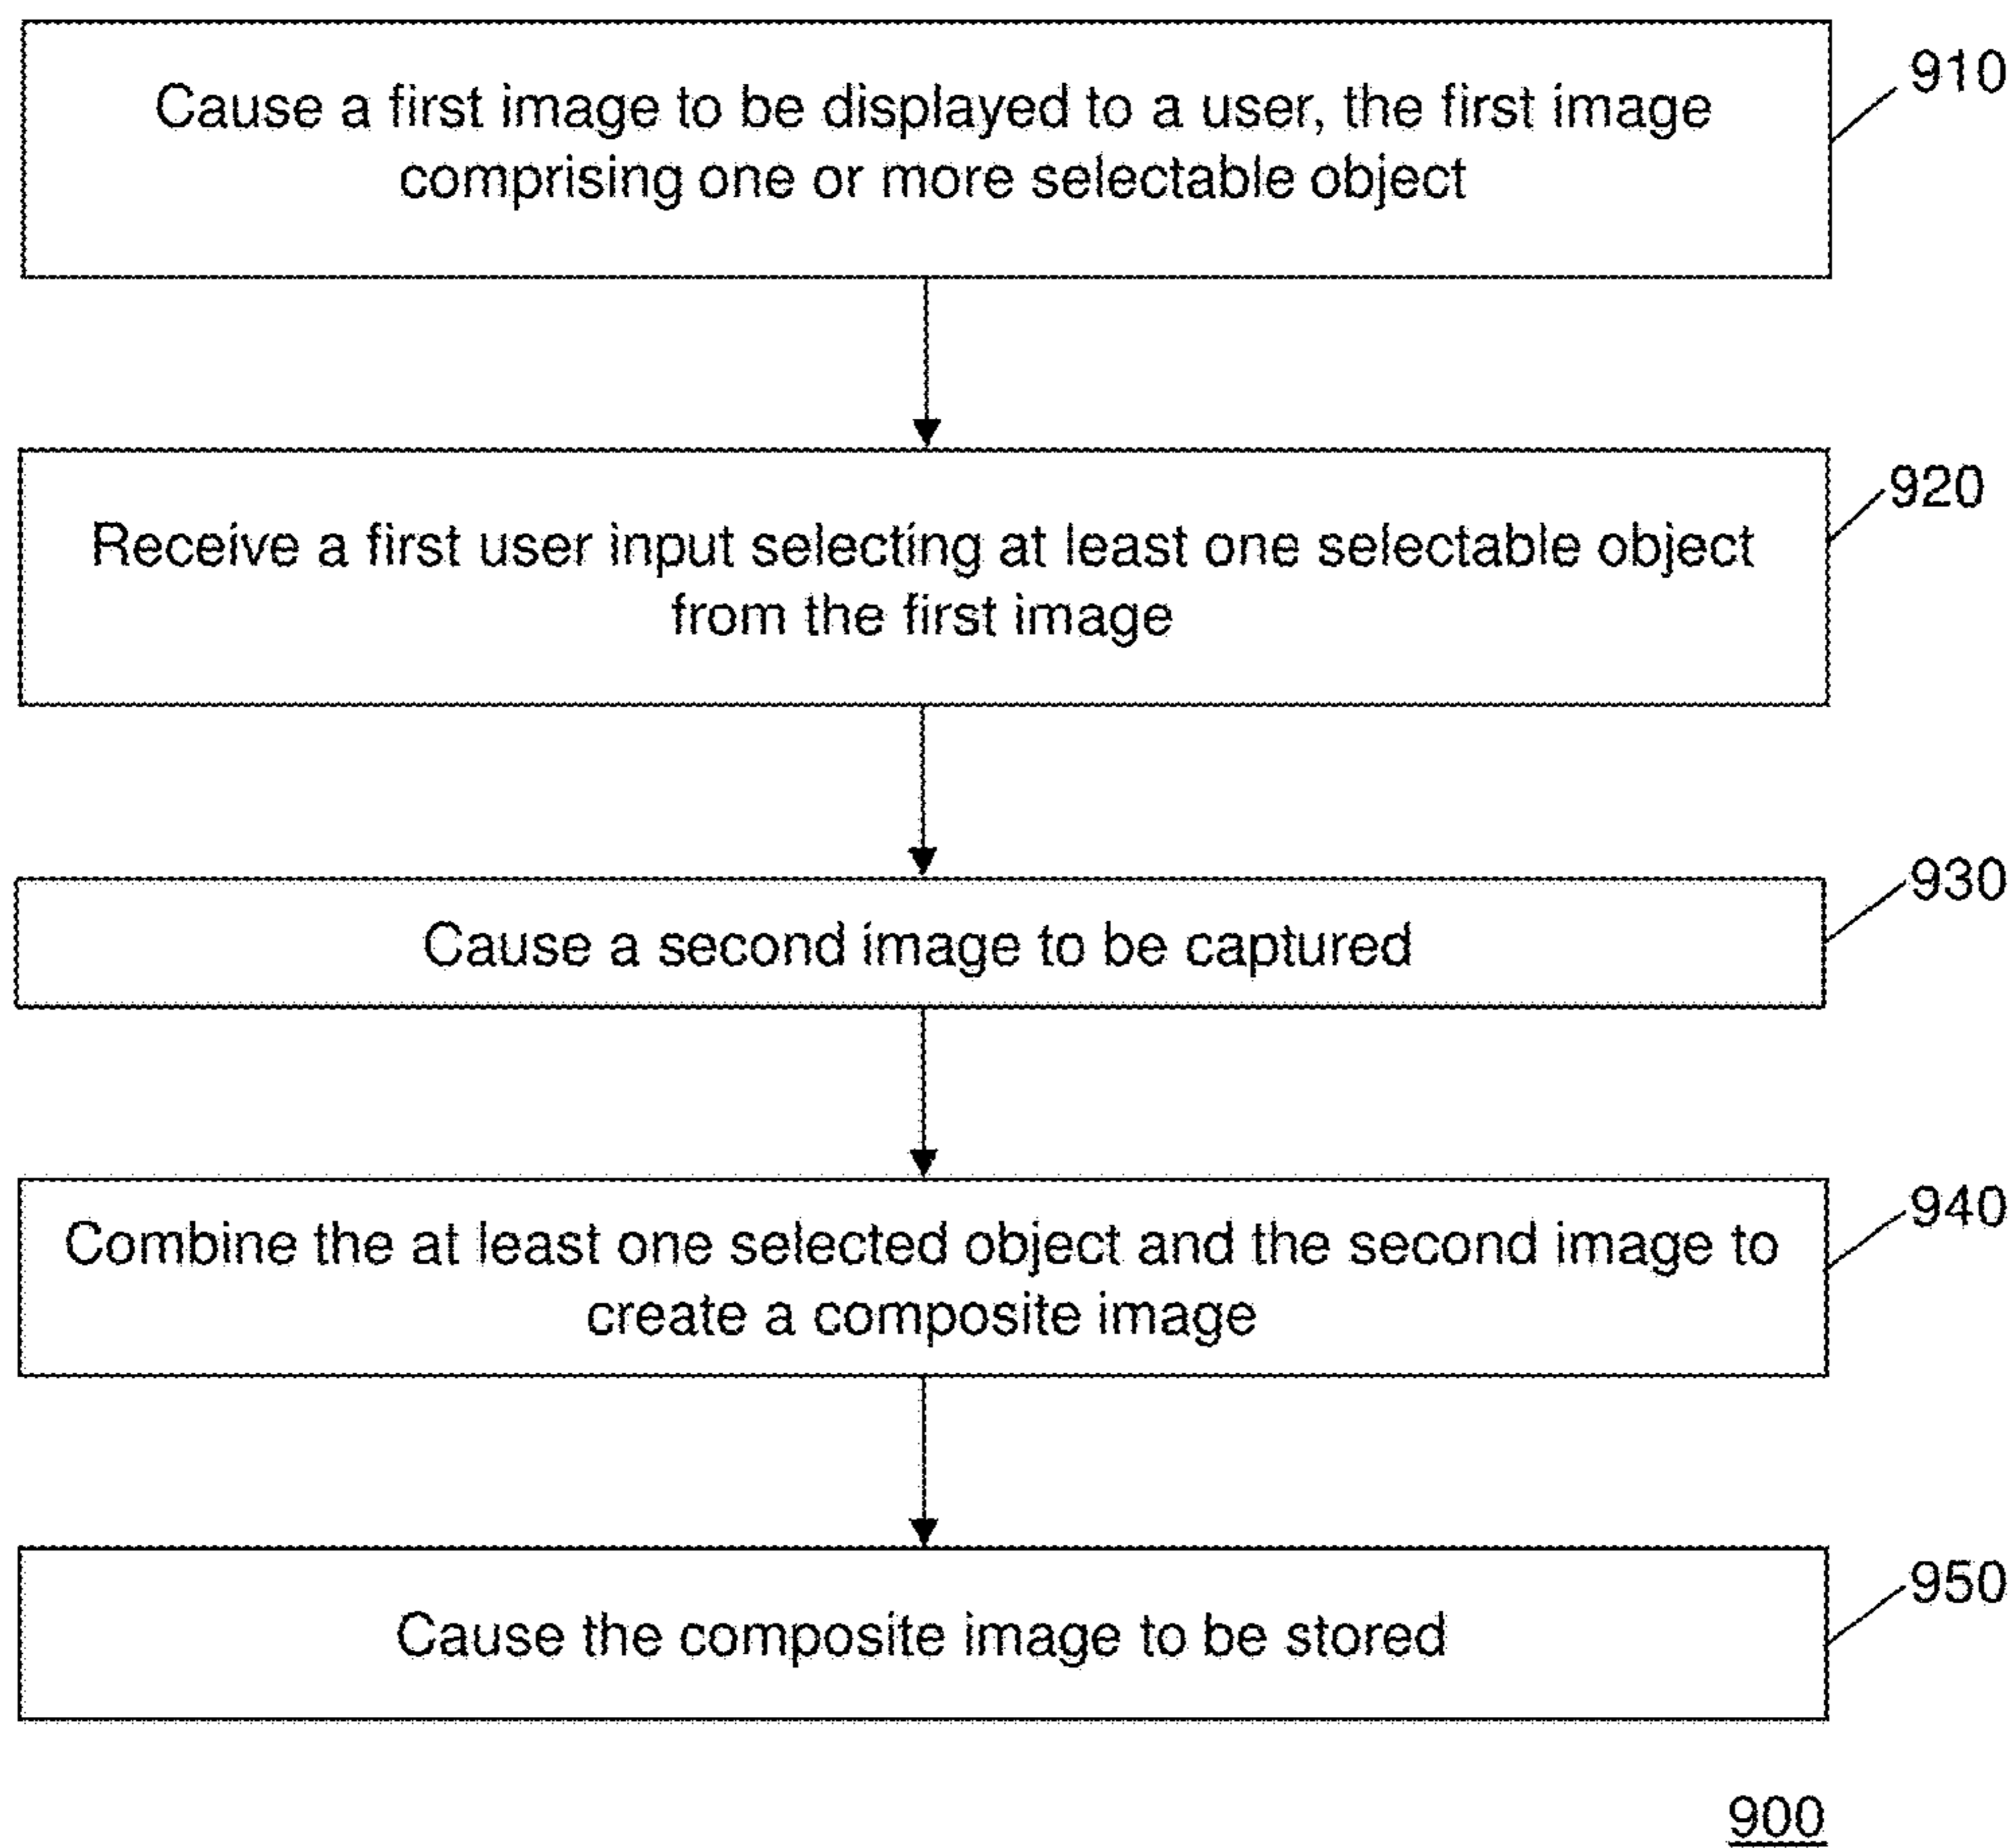 Cause a first image to be displayed to a user, the first image
comprising one or more selectable object
910
Receive a first user input selecting at least one selectable object
from the first image
920
Cause a second image to be captured
930
Combine the at least one selected object and the second image to
create a composite image
940
Cause the composite image to be stored
950
900